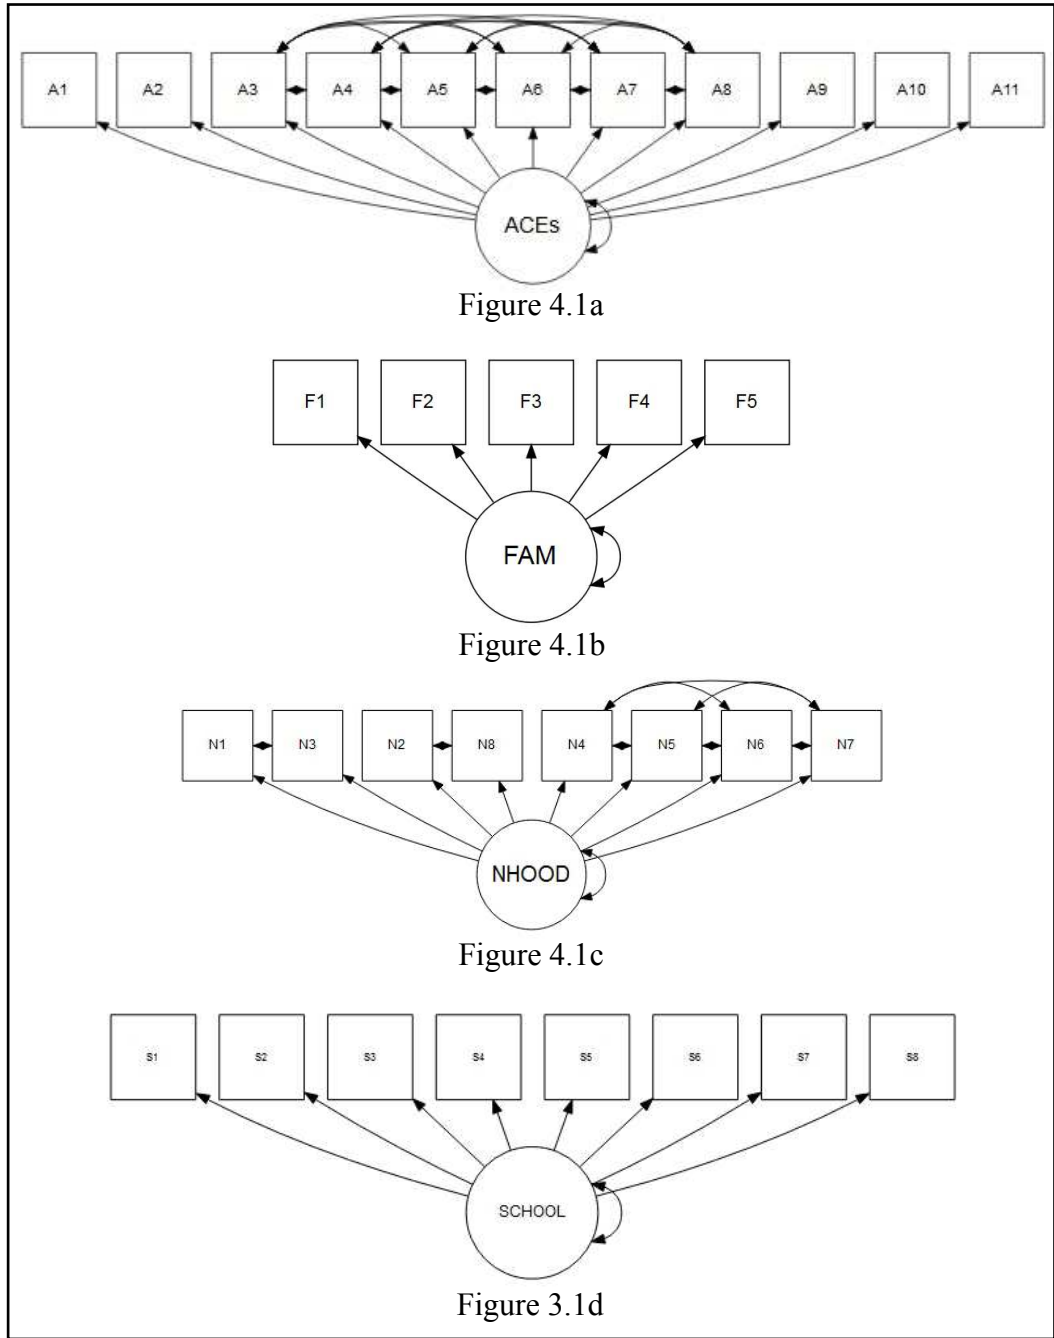 A1 A2 A3 A4 A5 A6 A7 A8 A9 A10 A11
ACEs
Figure 4.1a
F1 F2 F3 F4 F5
FAM
Figure 4.1b
N1 N3 N2 N8 N4 N5 N6 N7
NHOOD
Figure 4.1c
S1 S2 S3 S4 S5 S6 S7 S8
SCHOOL
Figure 3.1d